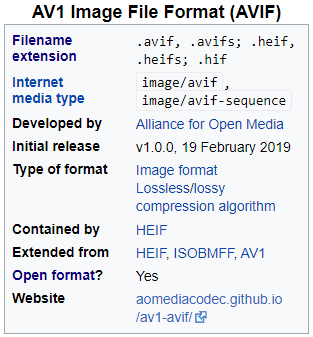 AV1 Image File Format (AVIF)
Filename extension .avif, .avifs; .heif, .heifs; .hif
Internet media type image/avif, image/avif-sequence
Developed by Alliance for Open Media
Initial release v1.0.0, 19 February 2019
Type of format Image format
Lossless/lossy
compression algorithm
Contained by HEIF
Extended from HEIF, ISOBMFF, AV1
Open format? Yes
Website aomediacodec.github.io
/av1-avif/